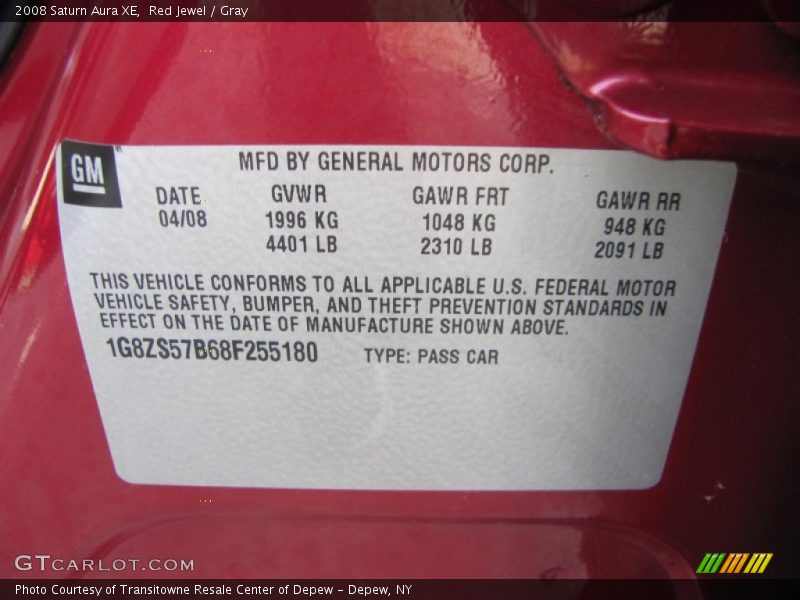 2008 Saturn Aura XE,  Red Jewel / Gray
GM
MFD BY GENERAL MOTORS CORP.
DATE GVWR GAWR FRT GAWR RR
04/08 1996 KG 1048 KG 948 KG
4401 LB 2310 LB 2091 LB
THIS VEHICLE CONFORMS TO ALL APPLICABLE U.S. FEDERAL MOTOR
VEHICLE SAFETY, BUMPER, AND THEFT PREVENTION STANDARDS IN
EFFECT ON THE DATE OF MANUFACTURE SHOWN ABOVE.
1G8ZS57B68F255180 TYPE: PASS CAR
GTCARLOT.COM
Photo Courtesy of Transitowne Resale Center of Depew – Depew, NY